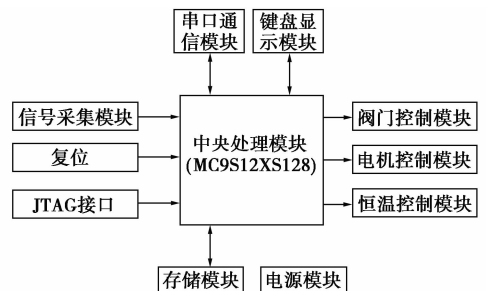 串口通
信模块
键盘显
示模块
信号采集模块
复位
JTAG接口
中央处理模块
(MC9S12XS128)
阀门控制模块
电机控制模块
恒温控制模块
存储模块
电源模块